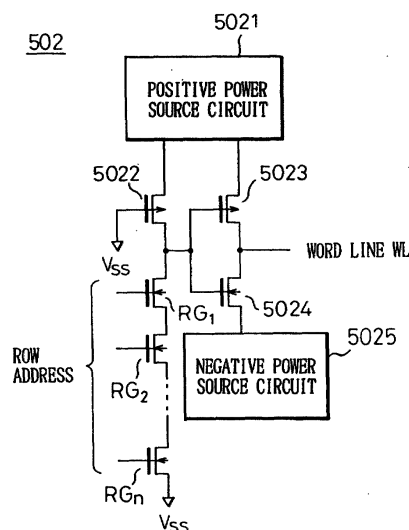 502
5021
POSITIVE POWER
SOURCE CIRCUIT
5022
5023
VSS
WORD LINE WL
5024
RG1
ROW
ADDRESS
RG2
5025
NEGATIVE POWER
SOURCE CIRCUIT
RGn
VSS